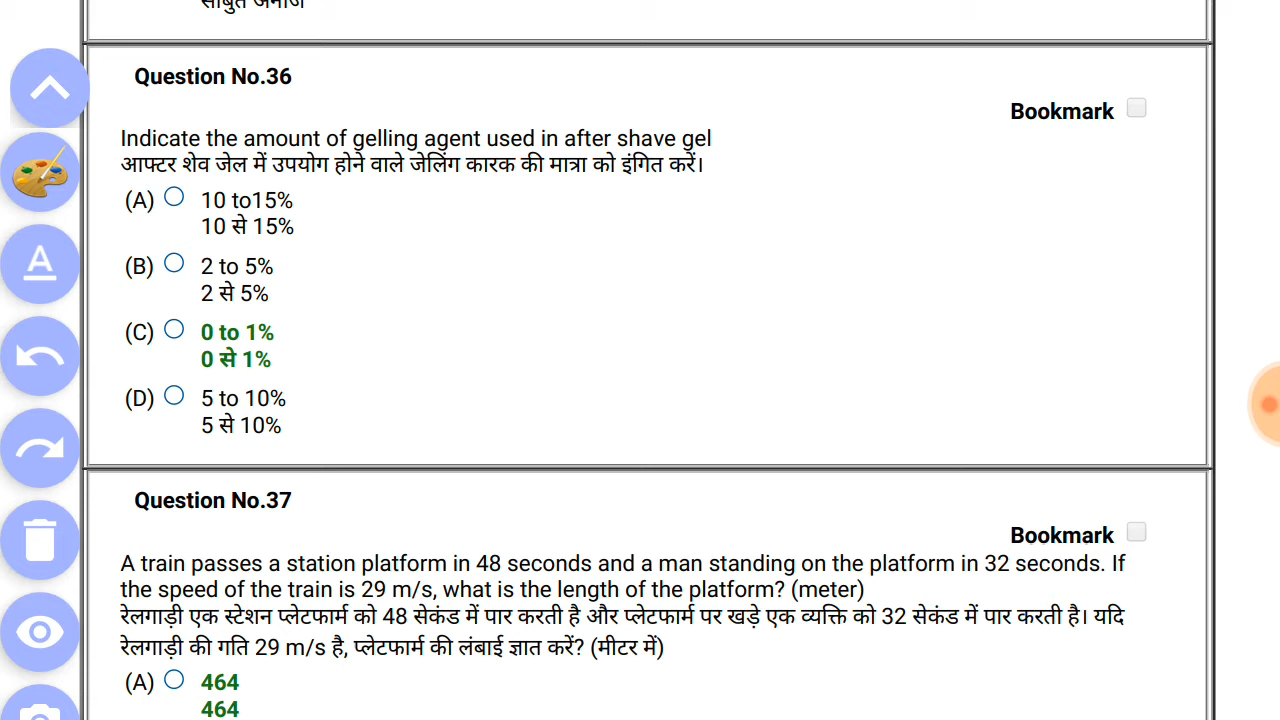 Question No.36
Bookmark
Indicate the amount of gelling agent used in after shave gel
आफ्टर शेव जेल में उपयोग होने वाले जेलिंग कारक की मात्रा को इंगित करें।
(A) 10 to15%
10 से 15%
(B) 2 to 5%
2 से 5%
(C) 0 to 1%
0 से 1%
(D) 5 to 10%
5 से 10%
Question No.37
Bookmark
A train passes a station platform in 48 seconds and a man standing on the platform in 32 seconds. If
the speed of the train is 29 m/s, what is the length of the platform? (meter)
रेलगाड़ी एक स्टेशन प्लेटफार्म को 48 सेकंड में पार करती है और प्लेटफार्म पर खड़े एक व्यक्ति को 32 सेकंड में पार करती है। यदि
रेलगाड़ी की गति 29 m/s है, प्लेटफार्म की लंबाई ज्ञात करें? (मीटर में)
(A) 464
464